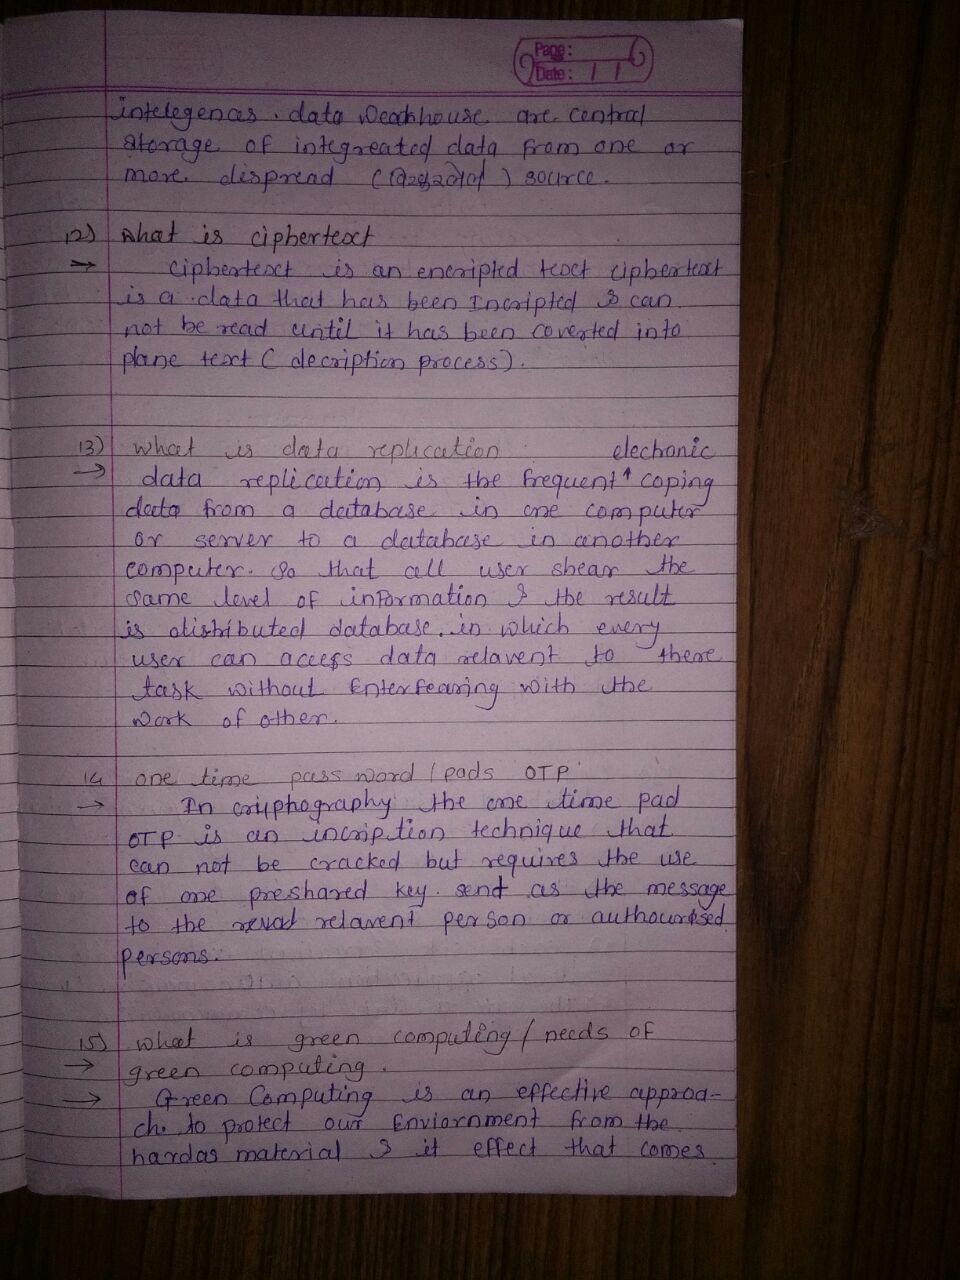 Page:
Date: / /
intelegences. data Weakhouse are central
storage of integreated data from one or
more dispread ( ) source.
12) What is ciphertext
→ ciphertext is an encripted text ciphertext
is a data that has been Incripted & can
not be read until it has been coverted into
plane text ( decription process).
13) what is data replication electronic
→ data replication is the frequent ↑ coping
data from a database in one computer
or server to a database in another
computer. so that all user shear the
same level of information & the result
is distributed database. in which every
user can access data relavent to there
task without Enterfearing with the
work of other.
14 one time pass word / pads OTP
→ In cryphography the one time pad
OTP is an incription technique that
can not be cracked but requires the use
of one preshared key. send as the message
to the relavent person or authourised
persons.
15) what is green computing / needs of
→ green computing.
→ Green Computing is an effective approa-
ch to protect our Enviornment from the
hardas material & it effect that comes